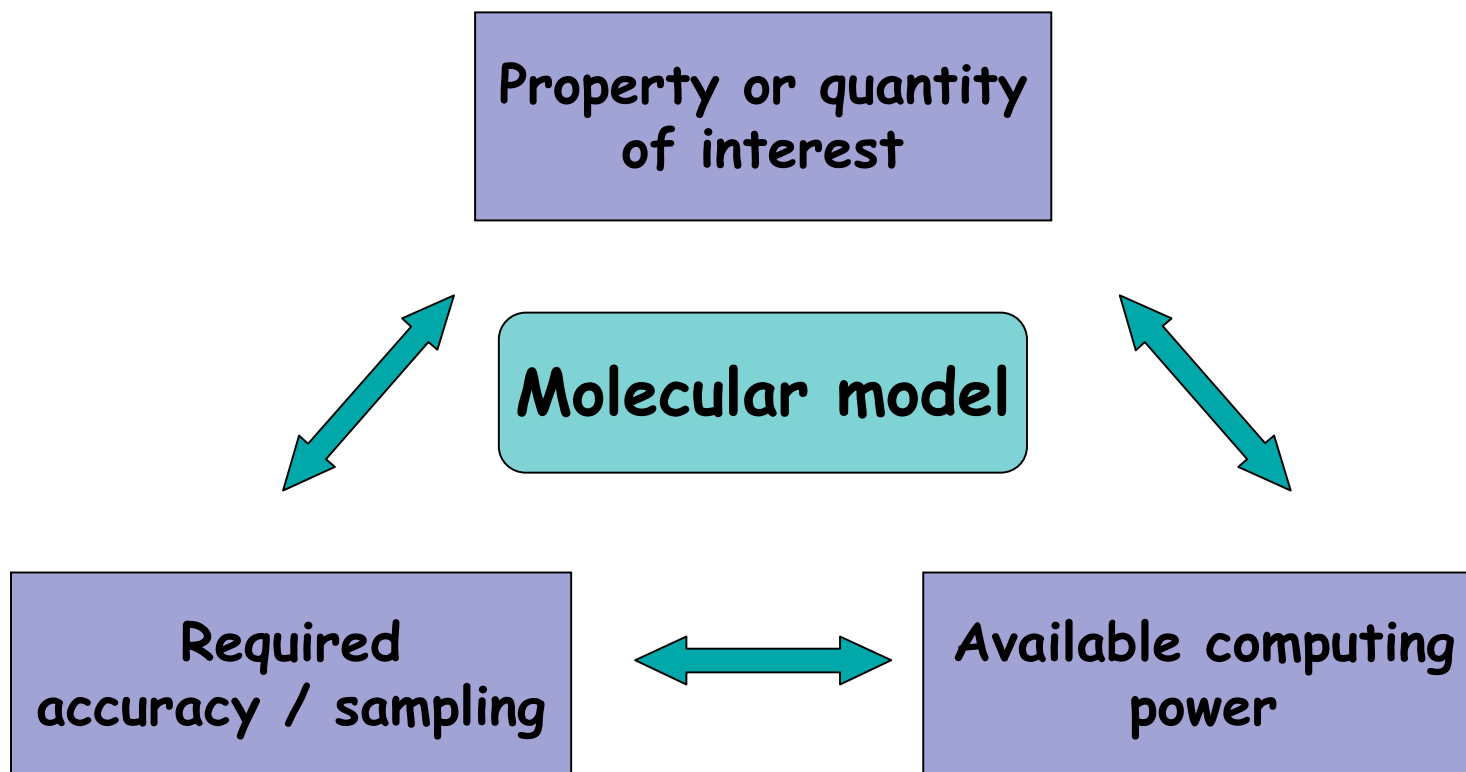 Property or quantity
of interest
Molecular model
Required
accuracy / sampling
Available computing
power